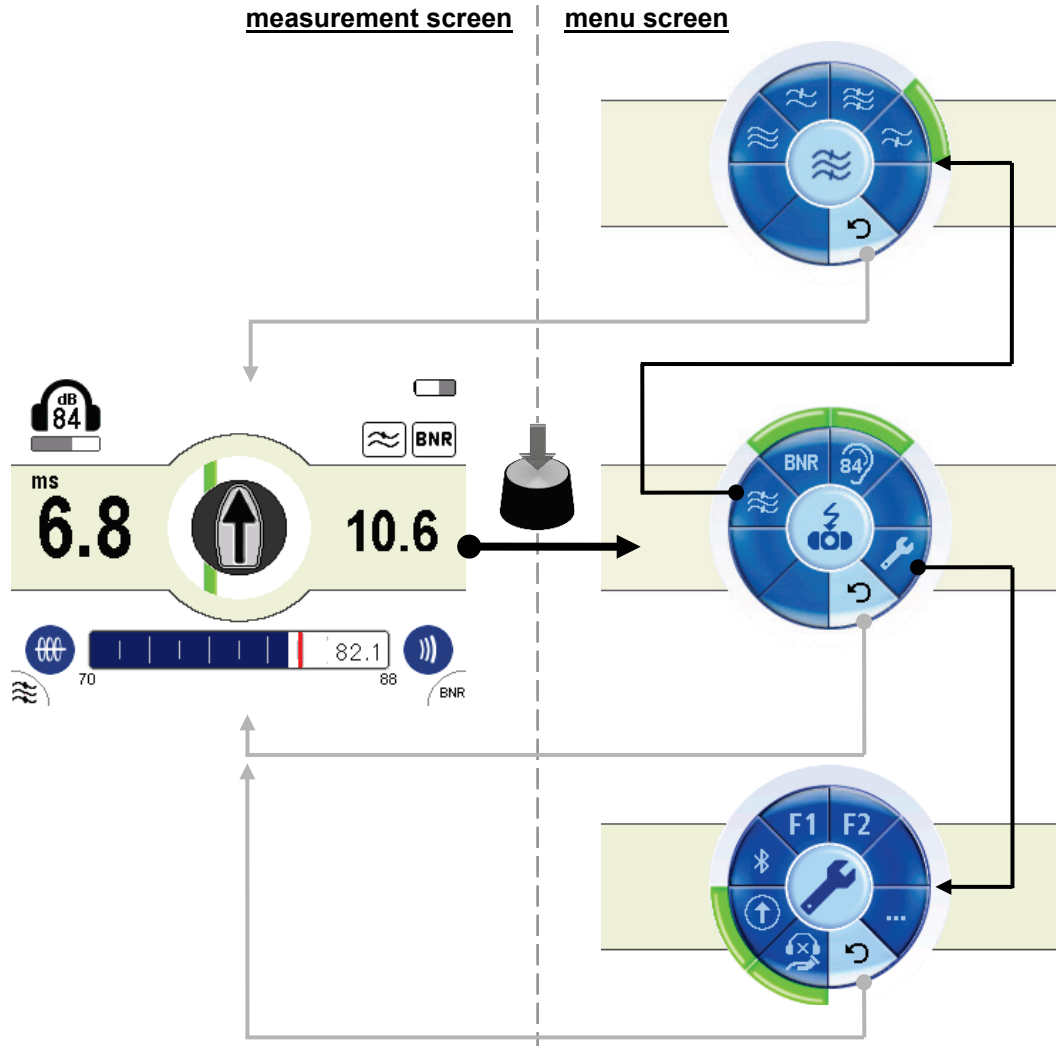 measurement screen
menu screen
dB
84
BNR
ms
6.8
10.6
82.1
70
88
BNR
BNR
84
F1
F2
...